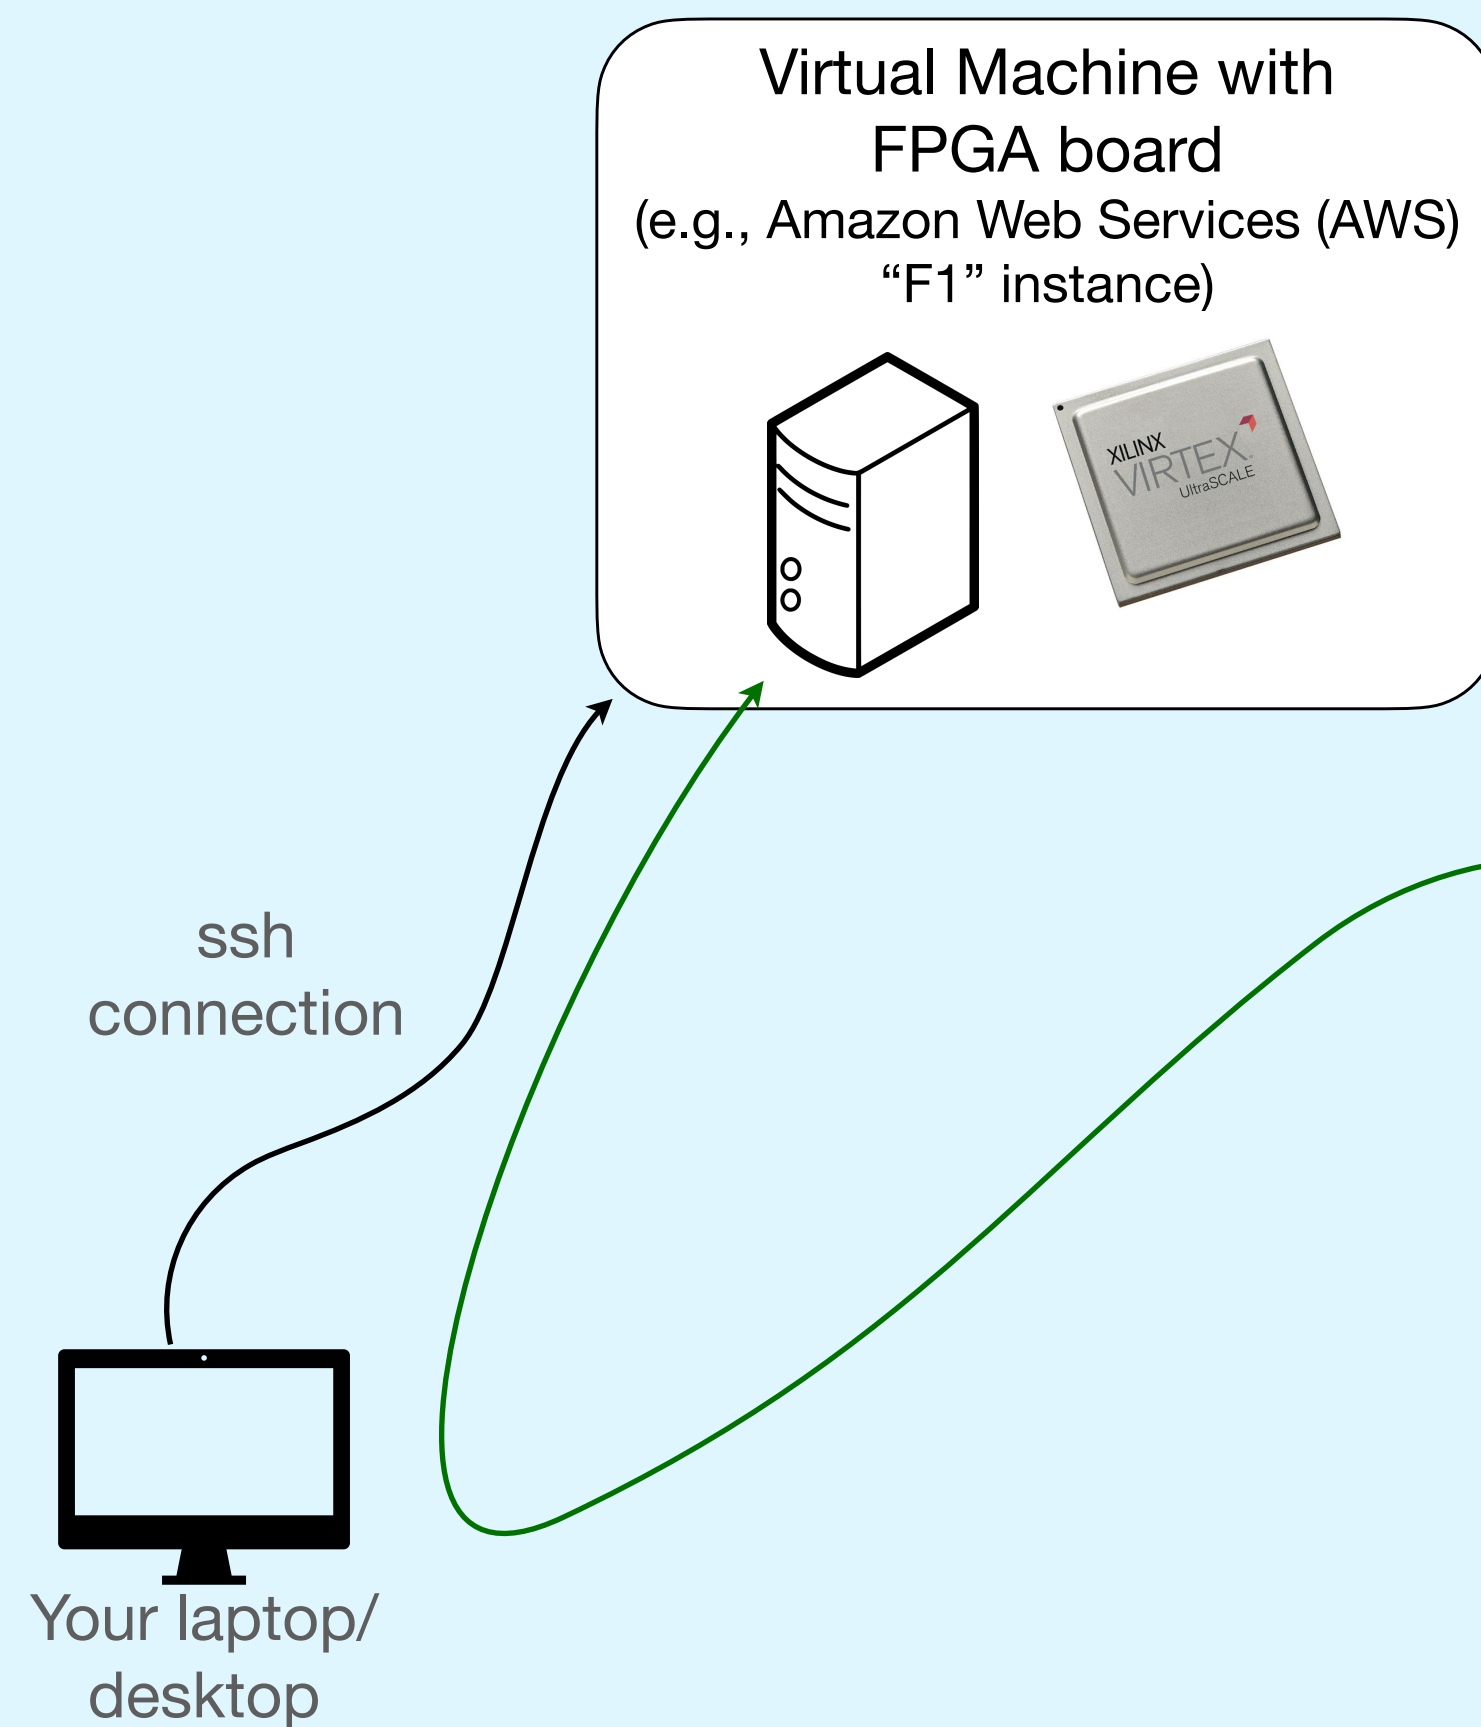 Virtual Machine with
FPGA board
(e.g., Amazon Web Services (AWS)
“F1” instance)
XILINX
VIRTEX
UltraSCALE
ssh
connection
Your laptop/
desktop